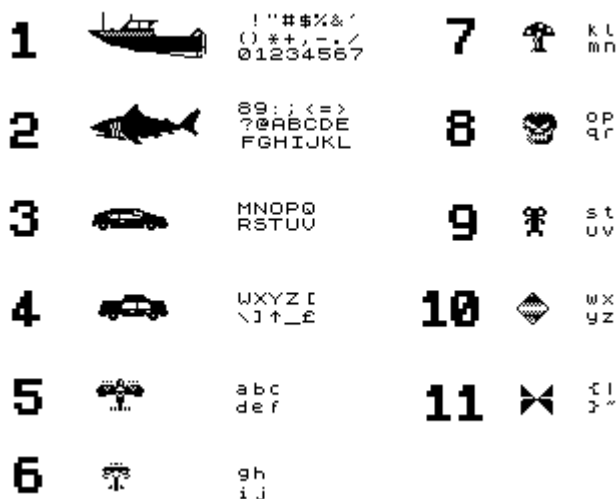 1
! " # $ % & '
( ) * + , - . /
01234567
2
89:;<=>
?@ABCDE
FGHIJKL
3
MNOPQ
RSTUV
4
WXYZ[
\]↑_£
5
abc
def
6
gh
ij
7
kl
mn
8
op
qr
9
st
uv
10
wx
yz
11
{|
}~